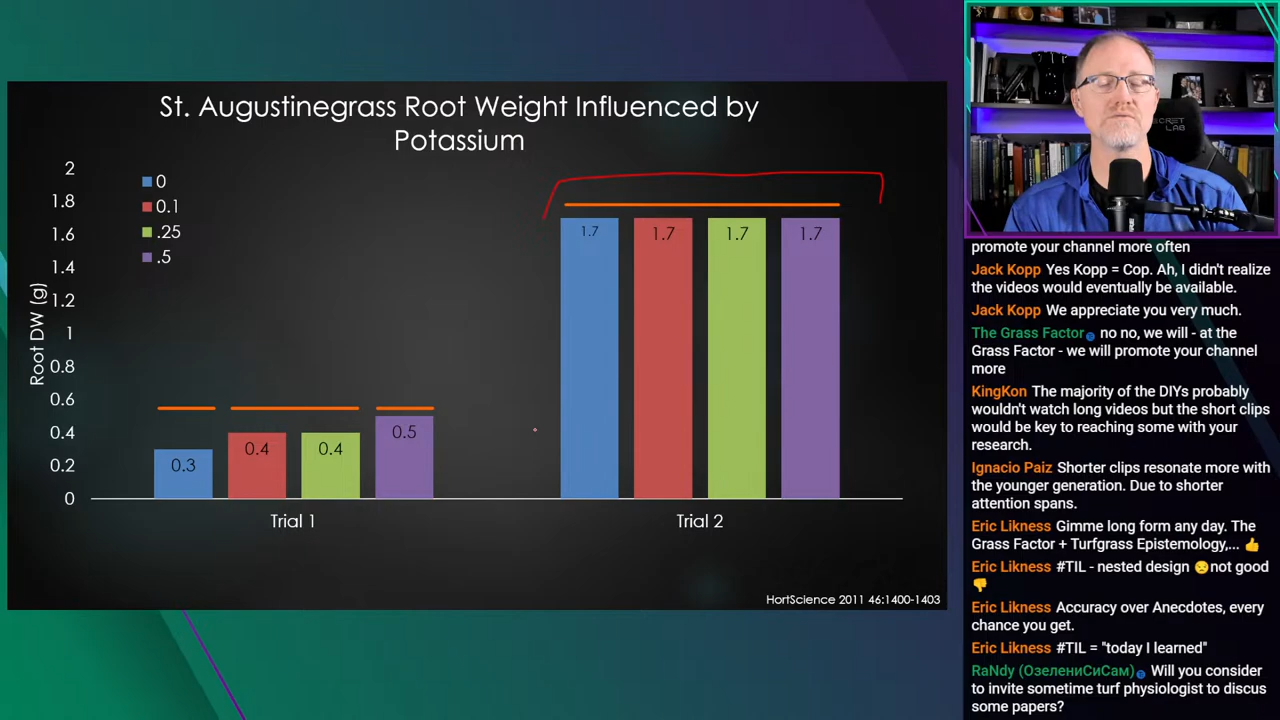 St. Augustinegrass Root Weight Influenced by
Potassium
2
1.8
1.6
1.4
1.2
1
0.8
0.6
0.4
0.2
0
Root DW (g)
0
0.1
.25
.5
0.3
0.4
0.4
0.5
1.7
1.7
1.7
1.7
Trial 1
Trial 2
HortScience 2011 46:1400-1403
SECRET
LAB
promote your channel more often
Jack Kopp Yes Kopp = Cop. Ah, I didn't realize
the videos would eventually be available.
Jack Kopp We appreciate you very much.
The Grass Factor no no, we will - at the
Grass Factor - we will promote your channel
more
KingKon The majority of the DIYs probably
wouldn't watch long videos but the short clips
would be key to reaching some with your
research.
Ignacio Paiz Shorter clips resonate more with
the younger generation. Due to shorter
attention spans.
Eric Likness Gimme long form any day. The
Grass Factor + Turfgrass Epistemology,... 👍
Eric Likness #TIL - nested design 😒not good
👎
Eric Likness Accuracy over Anecdotes, every
chance you get.
Eric Likness #TIL = "today I learned"
RaNdy (ОзелениСиСам) Will you consider
to invite sometime turf physiologist to discus
some papers?